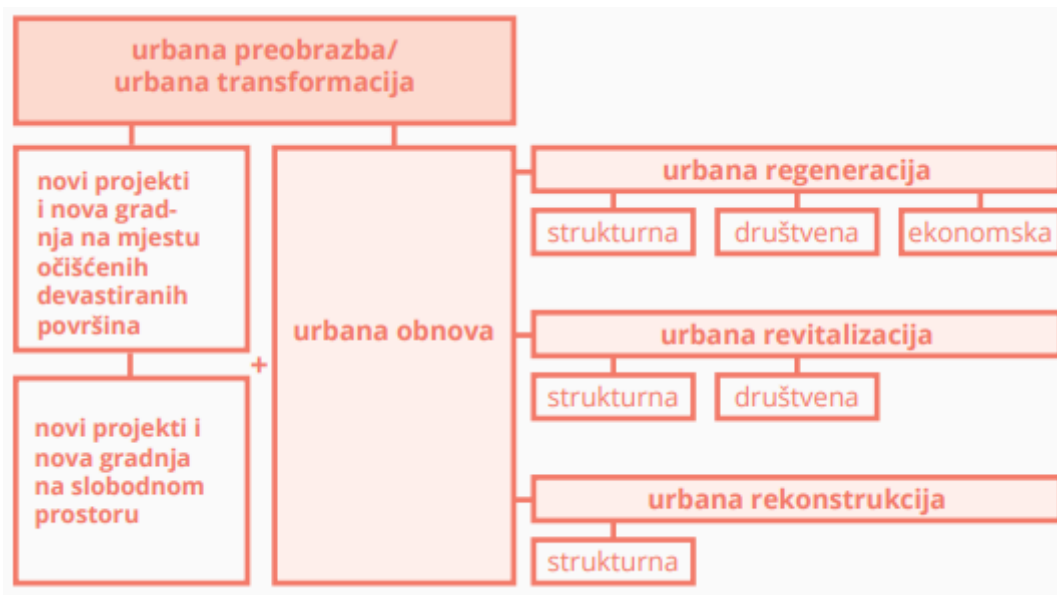 urbana preobrazba/
urbana transformacija
novi projekti
i nova grad-
nja na mjestu
očišćenih
devastiranih
površina
+
novi projekti i
nova gradnja
na slobodnom
prostoru
urbana obnova
urbana regeneracija
strukturna
društvena
ekonomska
urbana revitalizacija
strukturna
društvena
urbana rekonstrukcija
strukturna